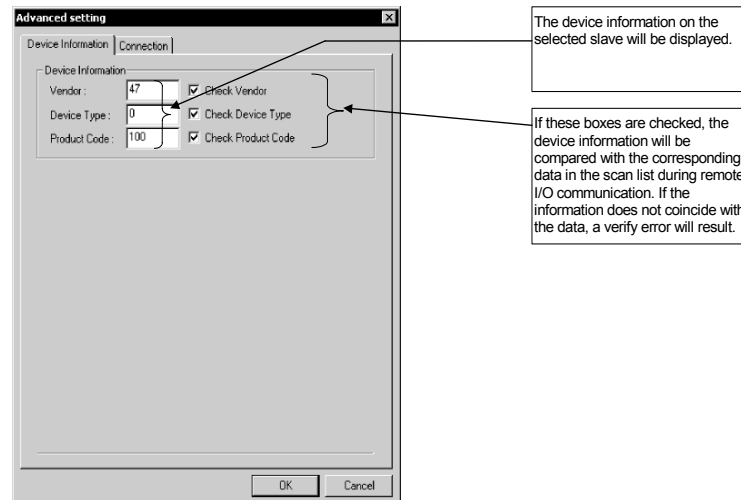 Advanced setting
Device Information
Connection
Device Information
Vendor : 47 Check Vendor
Device Type : 0 Check Device Type
Product Code : 100 Check Product Code
OK
Cancel
The device information on the
selected slave will be displayed.
If these boxes are checked, the
device information will be
compared with the corresponding
data in the scan list during remote
I/O communication. If the
information does not coincide with
the data, a verify error will result.